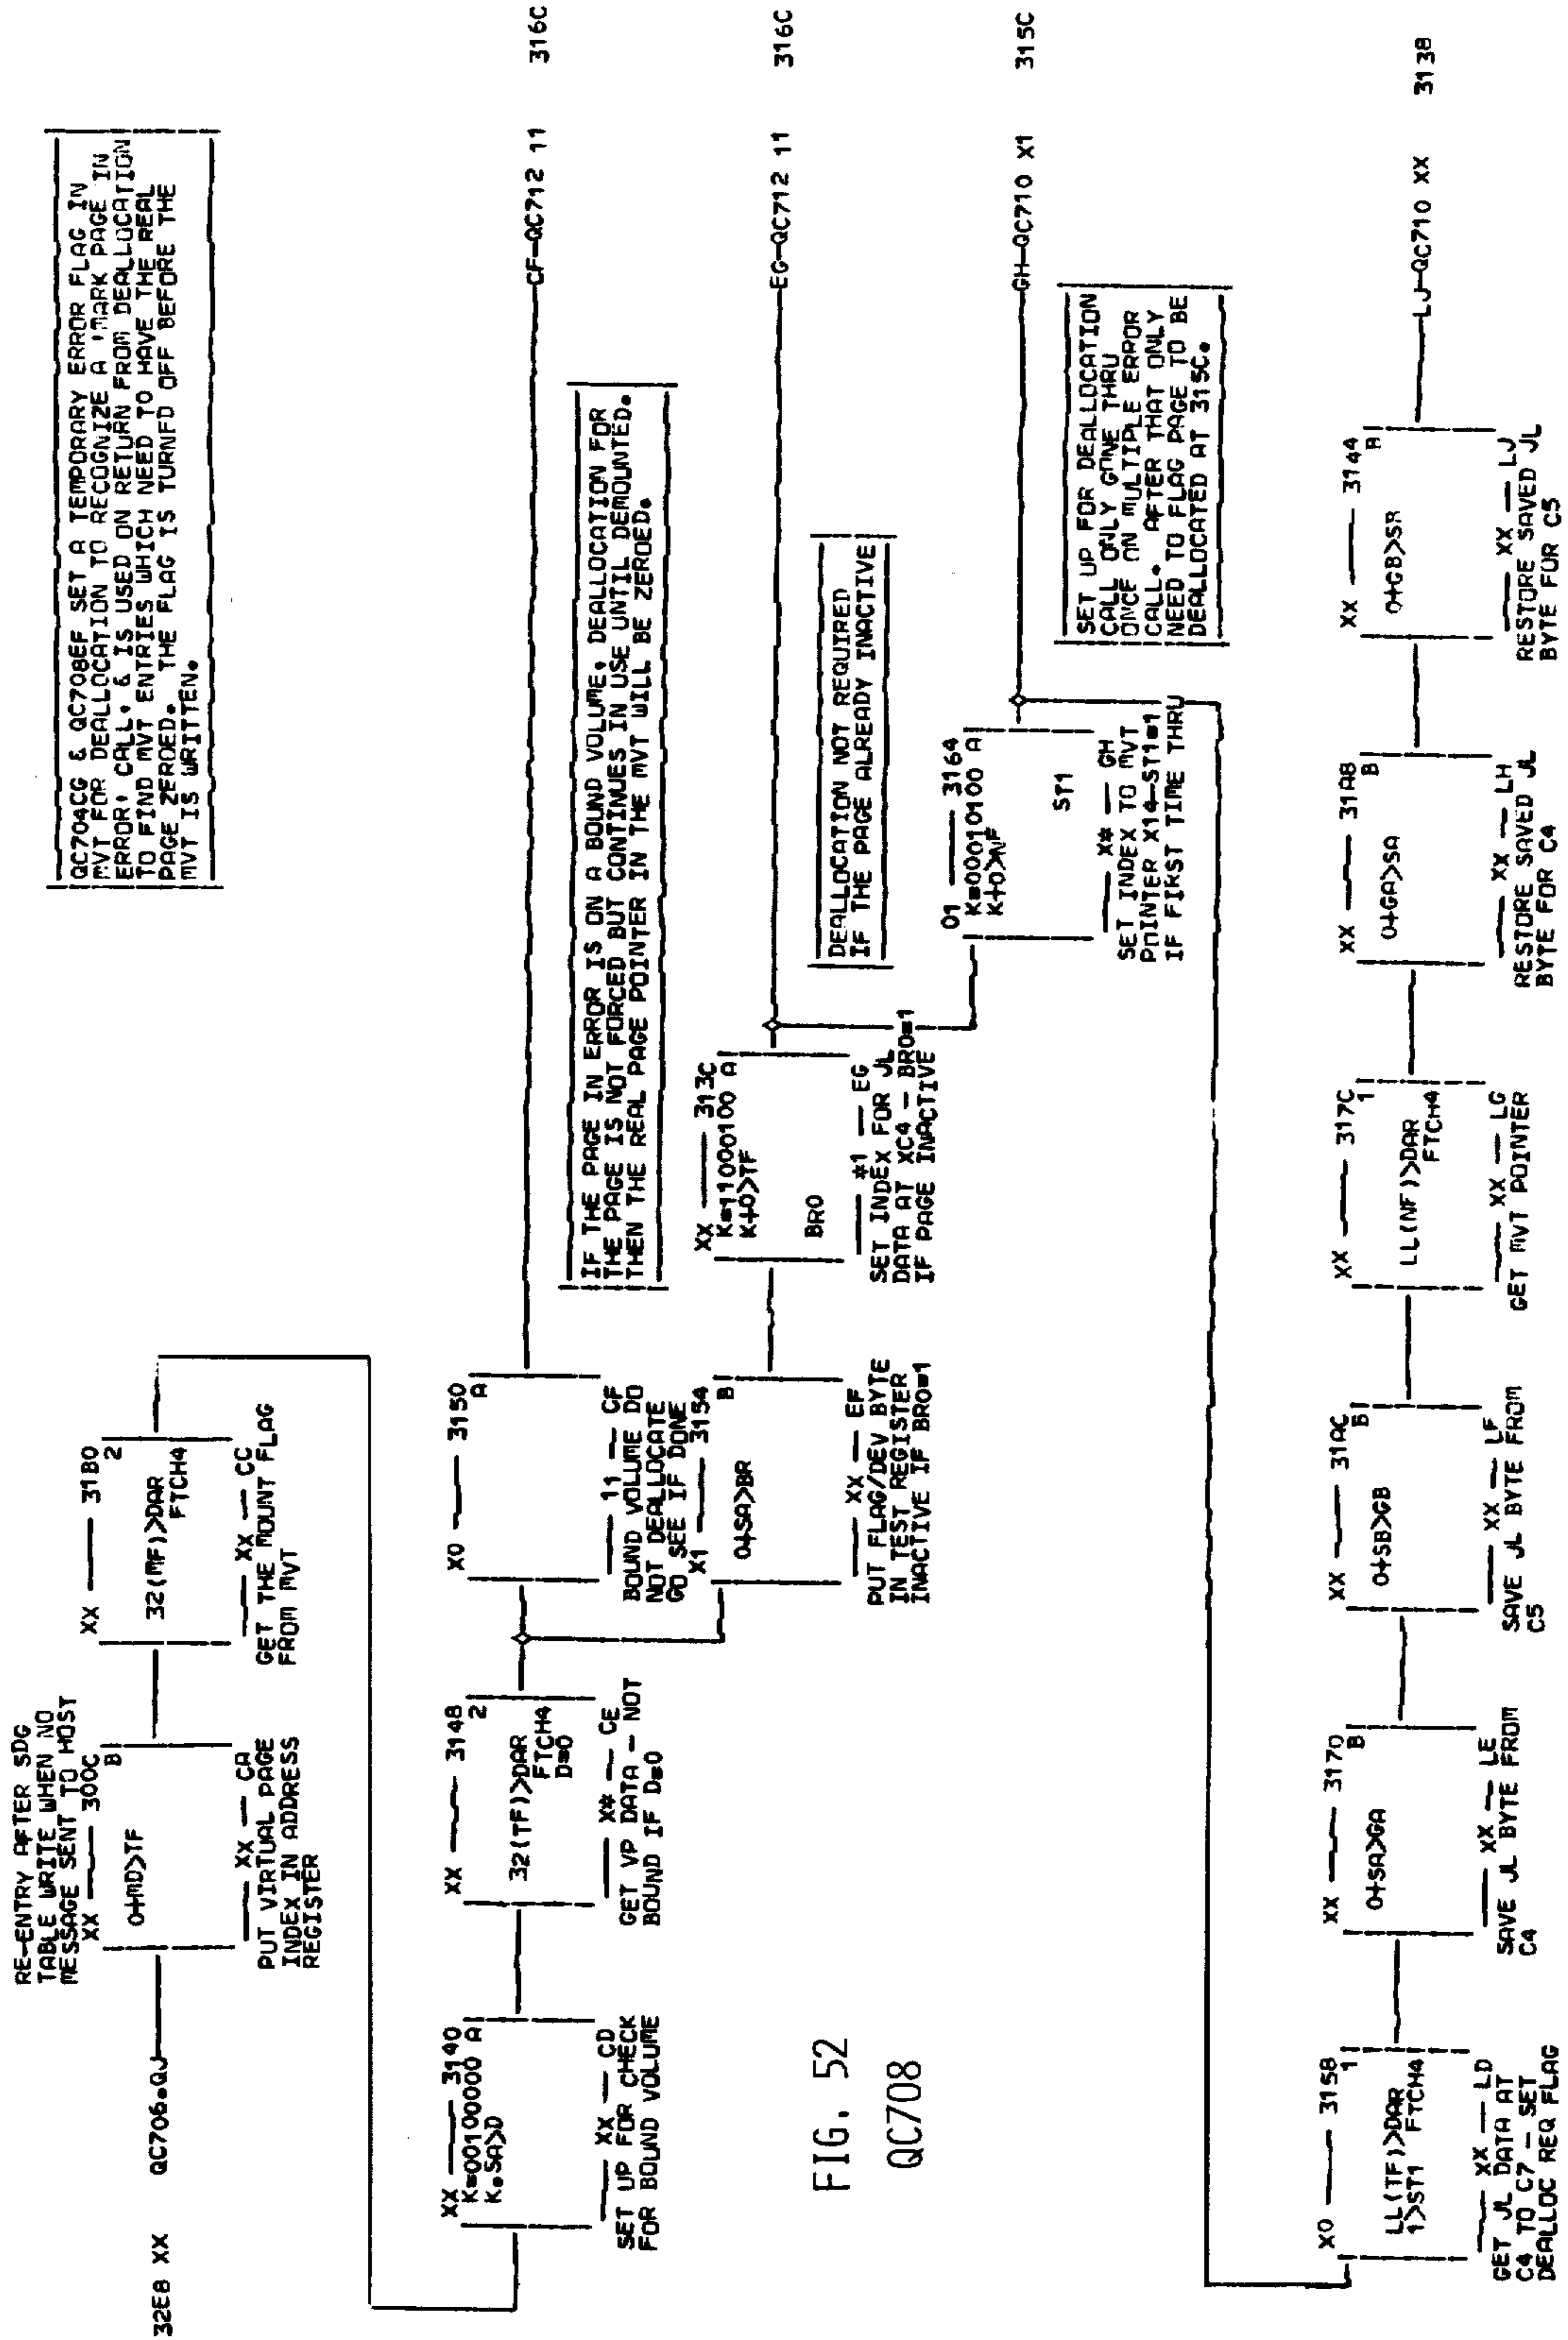 RE-ENTRY AFTER SDG
TABLE WRITE WHEN NO
MESSAGE SENT TO HOST
32E8 XX QC706.QJ
XX 300C
B
0+MD>TF
XX — CA
PUT VIRTUAL PAGE
INDEX IN ADDRESS
REGISTER
XX 31B0
2
32(MF)>DAR
FTCH4
XX — CC
GET THE MOUNT FLAG
FROM MVT
QC704CG & QC708EF SET A TEMPORARY ERROR FLAG IN
MVT FOR DEALLOCATION TO RECOGNIZE A 'MARK PAGE IN
ERROR' CALL, & IS USED ON RETURN FROM DEALLOCATION
TO FIND MVT ENTRIES WHICH NEED TO HAVE THE REAL
PAGE ZEROED. THE FLAG IS TURNED OFF BEFORE THE
MVT IS WRITTEN.
XX 3140
K=00100000 A
K.SA>D
XX — CD
SET UP FOR CHECK
FOR BOUND VOLUME
XX 3148
2
32(TF)>DAR
FTCH4
D=0
X* — CE
GET VP DATA - NOT
BOUND IF D=0
X0 3150
A
11 — CF
BOUND VOLUME DO
NOT DEALLOCATE
GO SEE IF DONE
CF-QC712 11 316C
IF THE PAGE IN ERROR IS ON A BOUND VOLUME, DEALLOCATION FOR
THE PAGE IS NOT FORCED BUT CONTINUES IN USE UNTIL DEMOUNTED.
THEN THE REAL PAGE POINTER IN THE MVT WILL BE ZEROED.
X1 3154
B
0+SA>BR
XX — EF
PUT FLAG/DEV BYTE
IN TEST REGISTER
INACTIVE IF BR0=1
XX 313C
K=11000100 A
K+0>TF
BR0
*1 — EG
SET INDEX FOR JL
DATA AT XC4 - BR0=1
IF PAGE INACTIVE
EG-QC712 11 316C
DEALLOCATION NOT REQUIRED
IF THE PAGE ALREADY INACTIVE
01 3164
K=00010100 A
K+0>NF
ST1
X* — GH
SET INDEX TO MVT
POINTER X14-ST1=1
IF FIRST TIME THRU
GH-QC710 X1 315C
SET UP FOR DEALLOCATION
CALL ONLY GONE THRU
ONCE ON MULTIPLE ERROR
CALL. AFTER THAT ONLY
NEED TO FLAG PAGE TO BE
DEALLOCATED AT 315C.
FIG. 52
QC708
X0 3158
1
LL(TF)>DAR
1>ST1 FTCH4
XX — LD
GET JL DATA AT
C4 TO C7 - SET
DEALLOC REQ FLAG
XX 3170
B
0+SA>GA
XX — LE
SAVE JL BYTE FROM
C4
XX 31AC
B
0+SB>GB
XX — LF
SAVE JL BYTE FROM
C5
XX 317C
1
LL(NF)>DAR
FTCH4
XX — LG
GET MVT POINTER
XX 31A8
B
0+GA>SA
XX — LH
RESTORE SAVED JL
BYTE FOR C4
XX 3144
B
0+GB>SB
XX — LJ
RESTORE SAVED JL
BYTE FOR C5
LJ-QC710 XX 3138